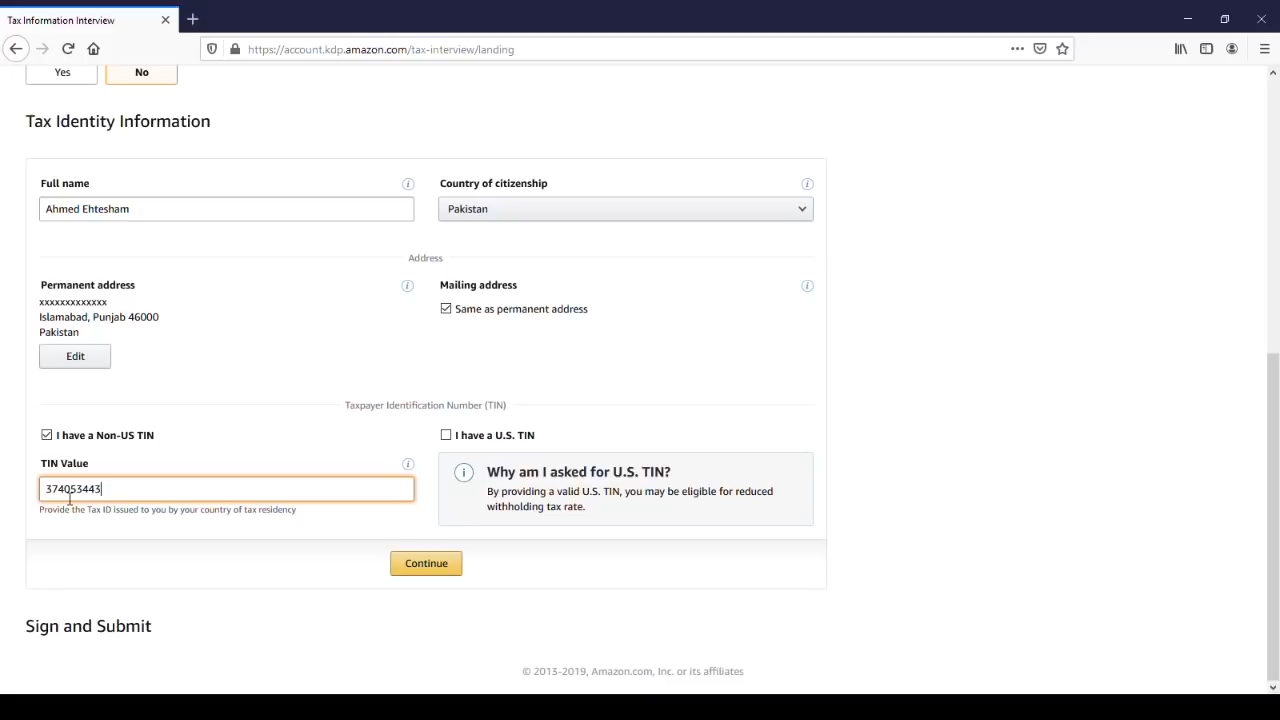 Tax Information Interview
https://account.kdp.amazon.com/tax-interview/landing
Yes No
Tax Identity Information
Full name
Country of citizenship
Ahmed Ehtesham
Pakistan
Address
Permanent address
Mailing address
xxxxxxxxxxxxx
Same as permanent address
Islamabad, Punjab 46000
Pakistan
Edit
Taxpayer Identification Number (TIN)
I have a Non-US TIN
I have a U.S. TIN
TIN Value
Why am I asked for U.S. TIN?
374053443
By providing a valid U.S. TIN, you may be eligible for reduced
withholding tax rate.
Provide the Tax ID issued to you by your country of tax residency
Continue
Sign and Submit
© 2013-2019, Amazon.com, Inc. or its affiliates